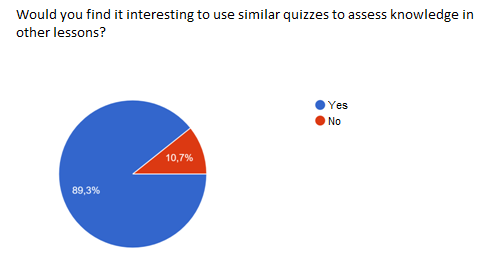 Would you find it interesting to use similar quizzes to assess knowledge in
other lessons?
Yes
No
10,7%
89,3%